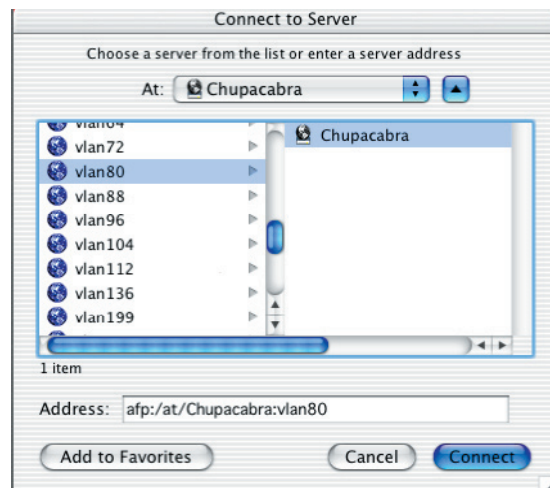 Connect to Server
Choose a server from the list or enter a server address
At: Chupacabra
vlan64
vlan72
vlan80
vlan88
vlan96
vlan104
vlan112
vlan136
vlan199
Chupacabra
1 item
Address: afp:/at/Chupacabra:vlan80
Add to Favorites Cancel Connect